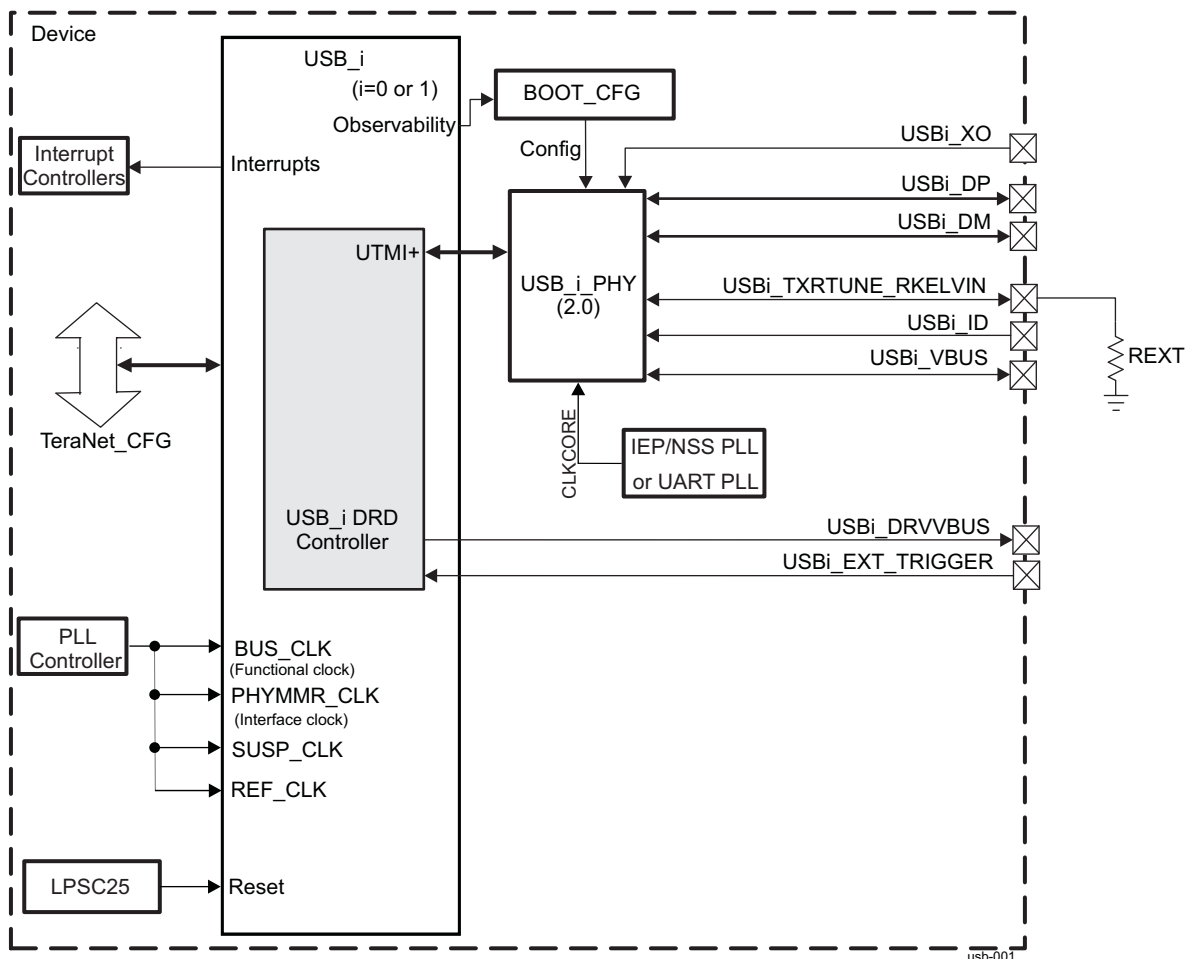 Device
USB_i
(i=0 or 1)
Observability
BOOT_CFG
Config
Interrupt
Controllers
Interrupts
USBi_XO
USBi_DP
USBi_DM
UTMI+
USB_i_PHY
(2.0)
USBi_TXRTUNE_RKELVIN
USBi_ID
USBi_VBUS
REXT
TeraNet_CFG
CLKCORE
IEP/NSS PLL
or UART PLL
USB_i DRD
Controller
USBi_DRVVBUS
USBi_EXT_TRIGGER
PLL
Controller
BUS_CLK
(Functional clock)
PHYMMR_CLK
(Interface clock)
SUSP_CLK
REF_CLK
LPSC25
Reset
usb-001